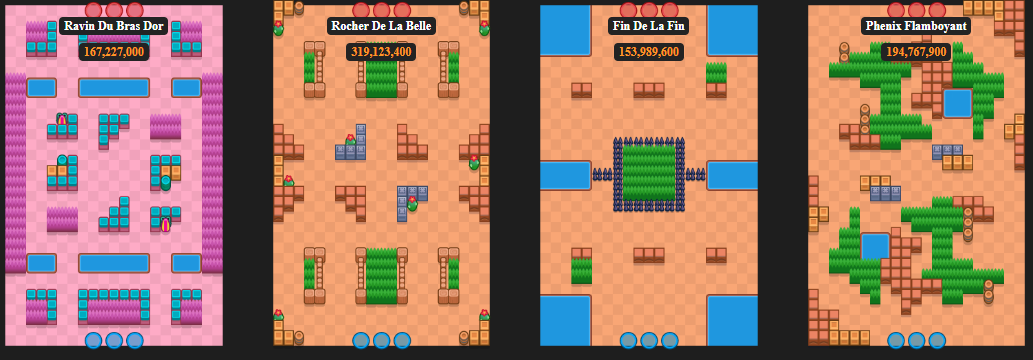 Ravin Du Bras Dor
167,227,000
Rocher De La Belle
319,123,400
Fin De La Fin
153,989,600
Phenix Flamboyant
194,767,900